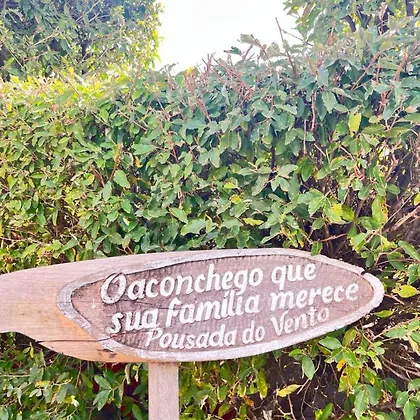 O aconchego que
sua família merece
Pousada do Vento